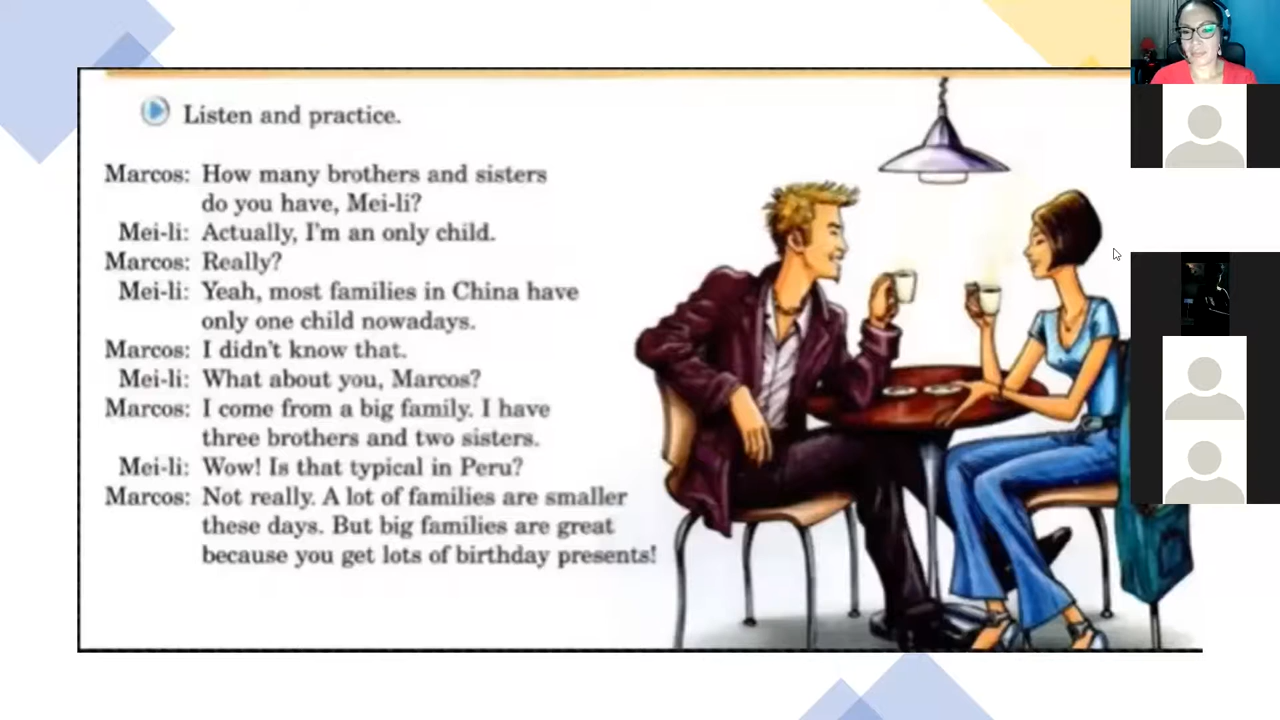 Listen and practice.
Marcos: How many brothers and sisters
do you have, Mei-li?
Mei-li: Actually, I'm an only child.
Marcos: Really?
Mei-li: Yeah, most families in China have
only one child nowadays.
Marcos: I didn't know that.
Mei-li: What about you, Marcos?
Marcos: I come from a big family. I have
three brothers and two sisters.
Mei-li: Wow! Is that typical in Peru?
Marcos: Not really. A lot of families are smaller
these days. But big families are great
because you get lots of birthday presents!